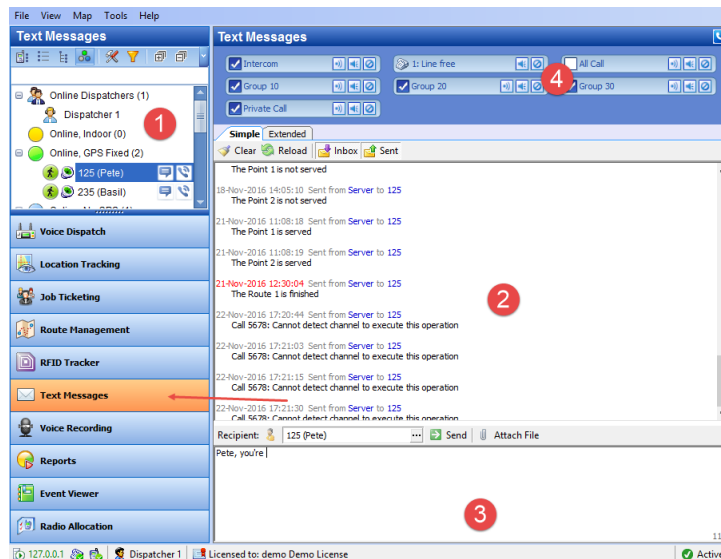 File View Map Tools Help
Text Messages
Online Dispatchers (1)
Dispatcher 1
Online, Indoor (0)
Online, GPS Fixed (2)
125 (Pete)
235 (Basil)
1
Voice Dispatch
Location Tracking
Job Ticketing
Route Management
RFID Tracker
Text Messages
Voice Recording
Reports
Event Viewer
Radio Allocation
Text Messages
Intercom
1: Line free
All Call
Group 10
Group 20
4
Group 30
Private Call
Simple Extended
Clear Reload Inbox Sent
The Point 1 is not served
18-Nov-2016 14:05:10 Sent from Server to 125
The Point 2 is not served
21-Nov-2016 11:08:18 Sent from Server to 125
The Point 1 is served
21-Nov-2016 11:08:19 Sent from Server to 125
The Point 2 is served
21-Nov-2016 12:30:04 Sent from Server to 125
The Route 1 is finished
2
22-Nov-2016 17:20:44 Sent from Server to 125
Call 5678: Cannot detect channel to execute this operation
22-Nov-2016 17:21:03 Sent from Server to 125
Call 5678: Cannot detect channel to execute this operation
22-Nov-2016 17:21:15 Sent from Server to 125
Call 5678: Cannot detect channel to execute this operation
22-Nov-2016 17:21:30 Sent from Server to 125
Call 5678: Cannot detect channel to execute this operation
Recipient: 125 (Pete) ... Send Attach File
Pete, you're
3
11
127.0.0.1 Dispatcher 1 Licensed to: demo Demo License Active